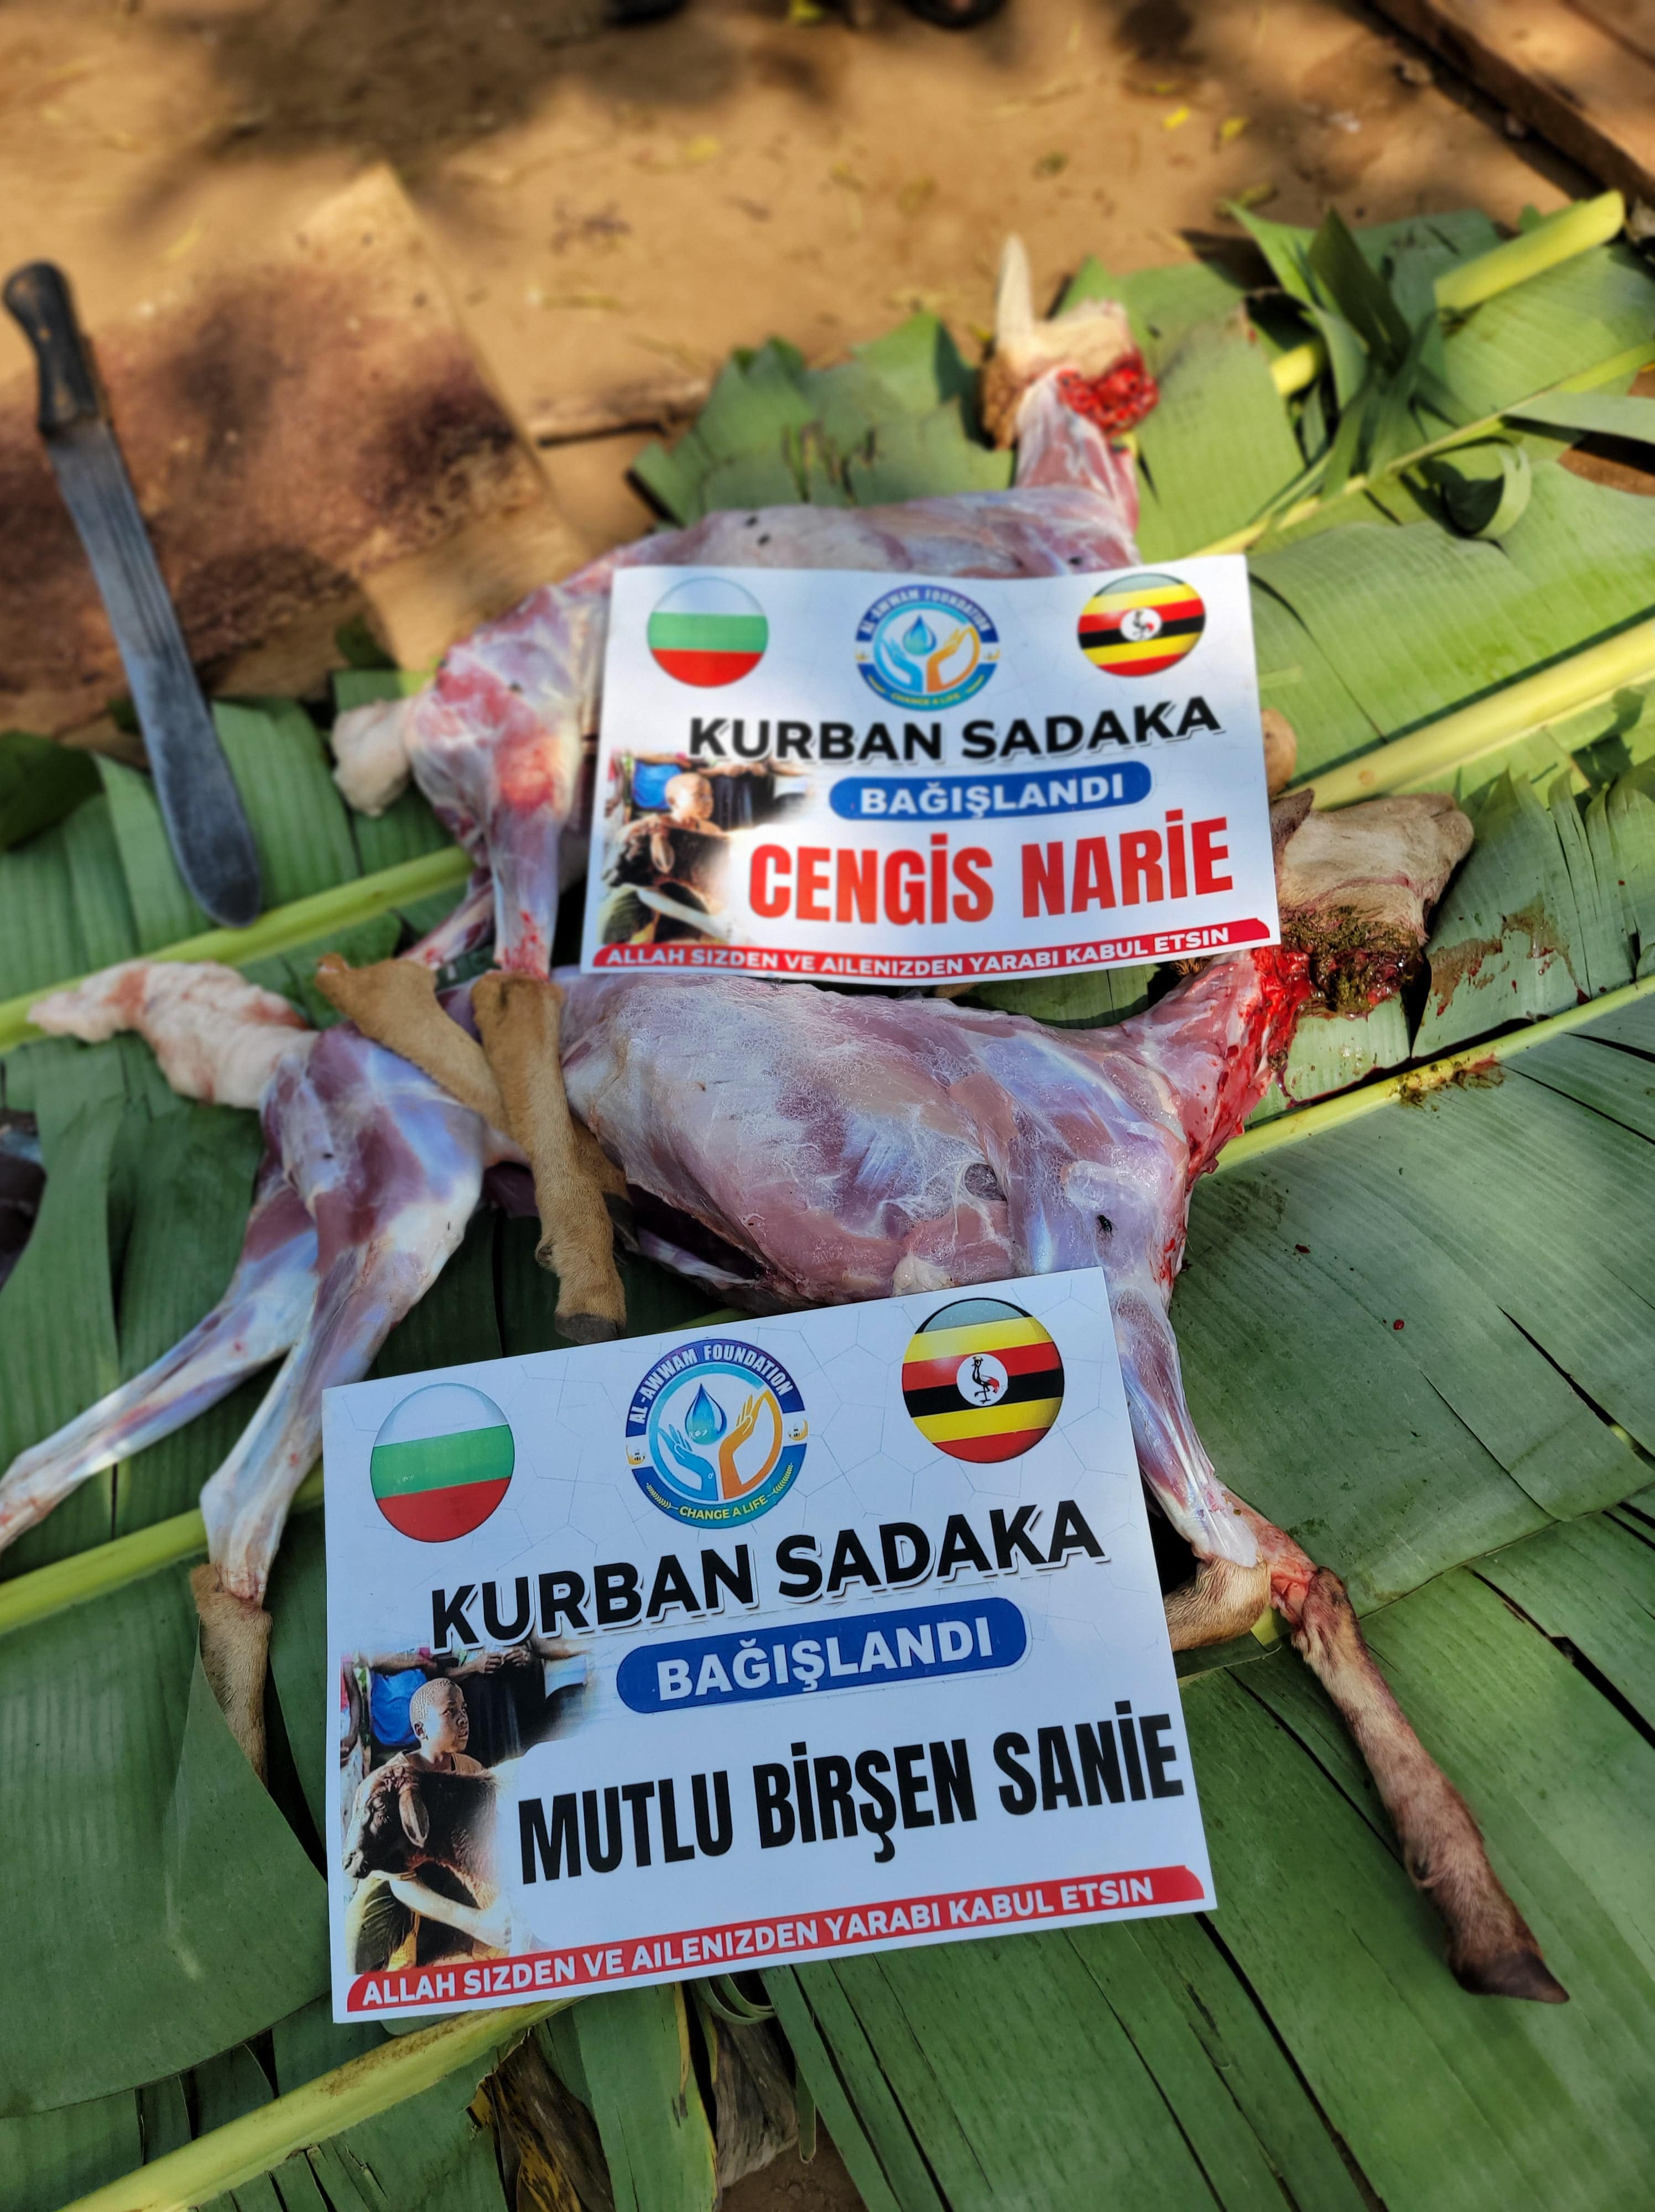 AL-AWWAM FOUNDATION
CHANGE A LIFE
KURBAN SADAKA
BAĞIŞLANDI
CENGİS NARİE
ALLAH SIZDEN VE AILENIZDEN YARABI KABUL ETSIN
AL-AWWAM FOUNDATION
CHANGE A LIFE
KURBAN SADAKA
BAĞIŞLANDI
MUTLU BİRŞEN SANİE
ALLAH SIZDEN VE AILENIZDEN YARABI KABUL ETSIN